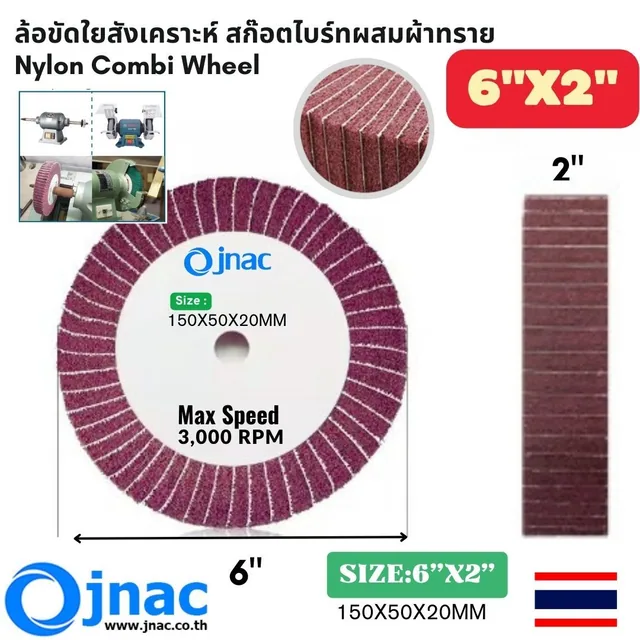 ล้อขัดใยสังเคราะห์ สก๊อตไบร์ทผสมผ้าทราย
Nylon Combi Wheel
6"X2"
2"
jnac
Size :
150X50X20MM
Max Speed
3,000 RPM
6"
SIZE:6”X2”
150X50X20MM
jnac
www.jnac.co.th